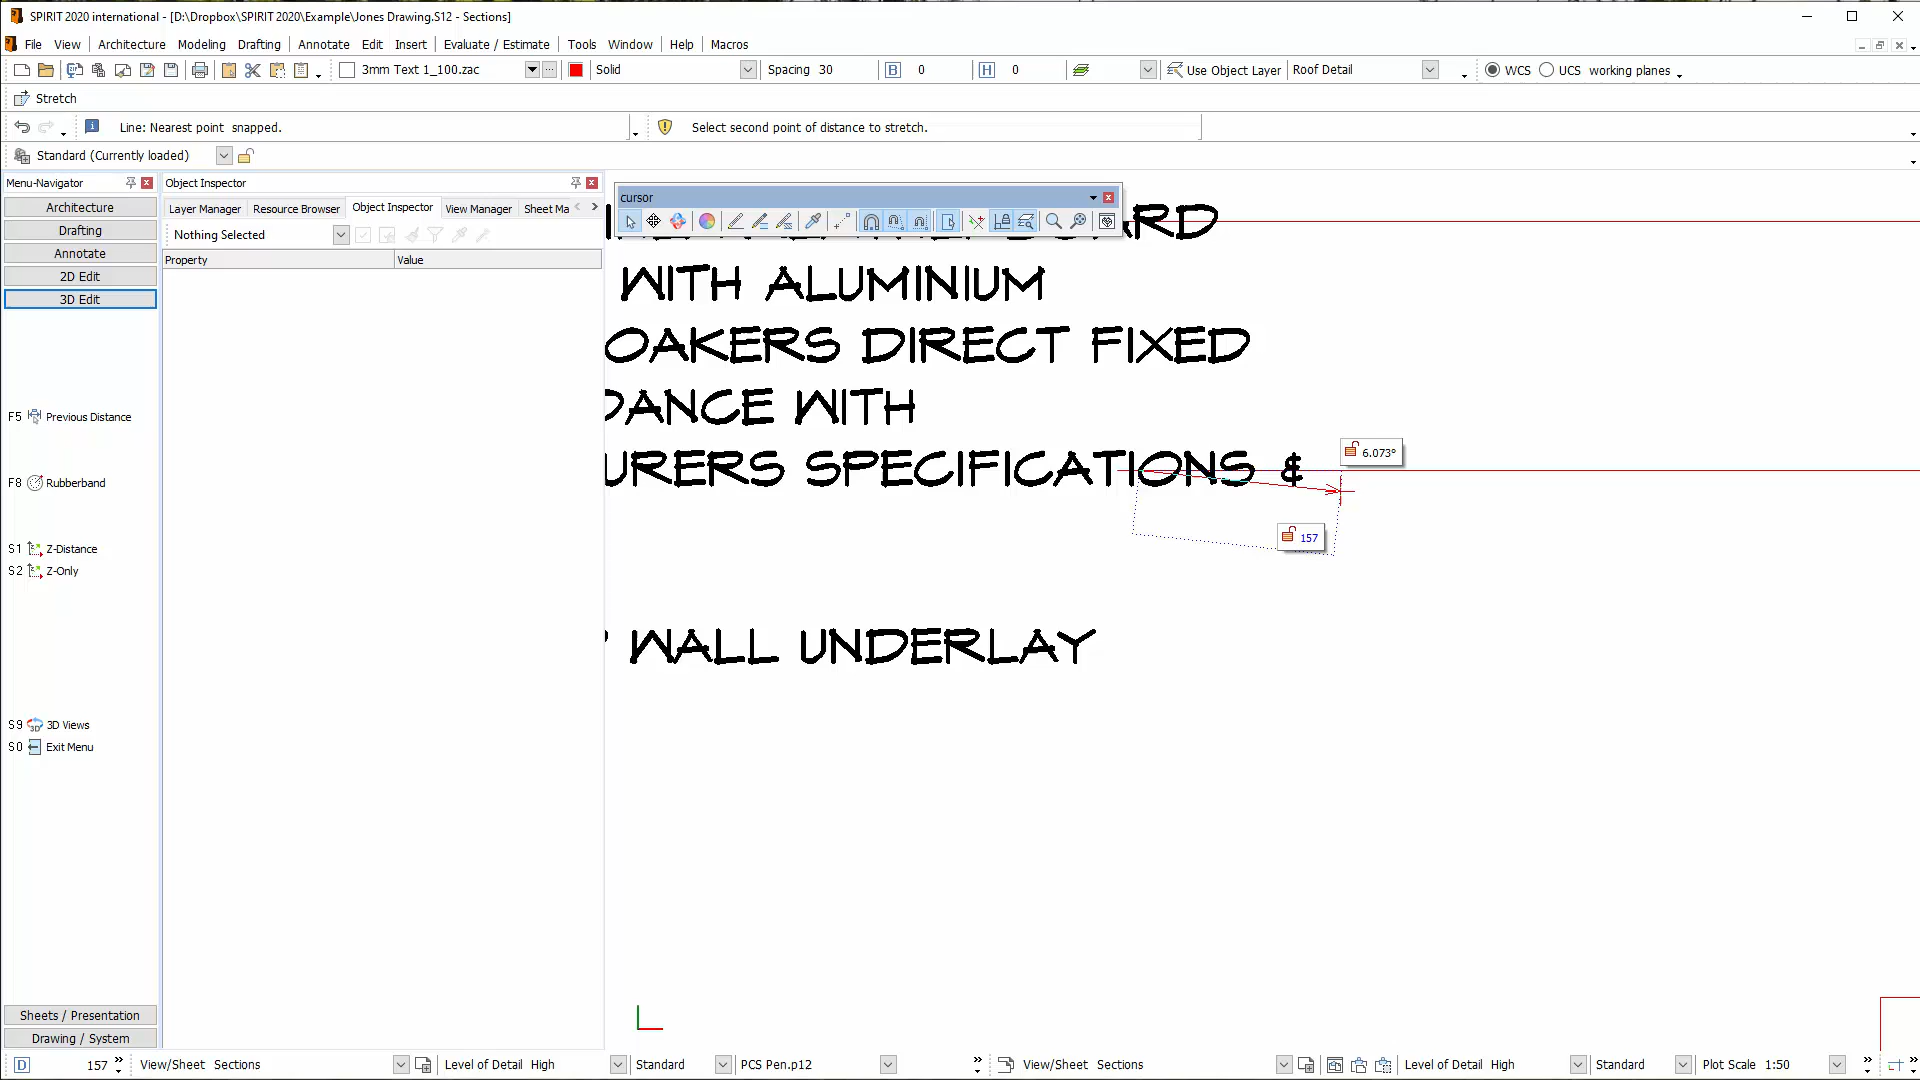 SPIRIT 2020 international - [D:\Dropbox\SPIRIT 2020\Example\Jones Drawing.S12 - Sections]
File View Architecture Modeling Drafting Annotate Edit Insert Evaluate / Estimate Tools Window Help Macros
3mm Text 1_100.zac Solid Spacing 30 B 0 H 0 Use Object Layer Roof Detail WCS UCS working planes
Stretch
Line: Nearest point snapped. Select second point of distance to stretch.
Standard (Currently loaded)
Menu-Navigator
Architecture
Drafting
Annotate
2D Edit
3D Edit
F5 Previous Distance
F8 Rubberband
S1 Z-Distance
S2 Z-Only
S9 3D Views
S0 Exit Menu
Sheets / Presentation
Drawing / System
Object Inspector
Layer Manager Resource Browser Object Inspector View Manager Sheet Ma
Nothing Selected
Property Value
cursor
WITH ALUMINIUM
OAKERS DIRECT FIXED
DANCE WITH
URERS SPECIFICATIONS &
6.073°
157
WALL UNDERLAY
D 157 View/Sheet Sections Level of Detail High Standard PCS Pen.p12 View/Sheet Sections Level of Detail High Standard Plot Scale 1:50